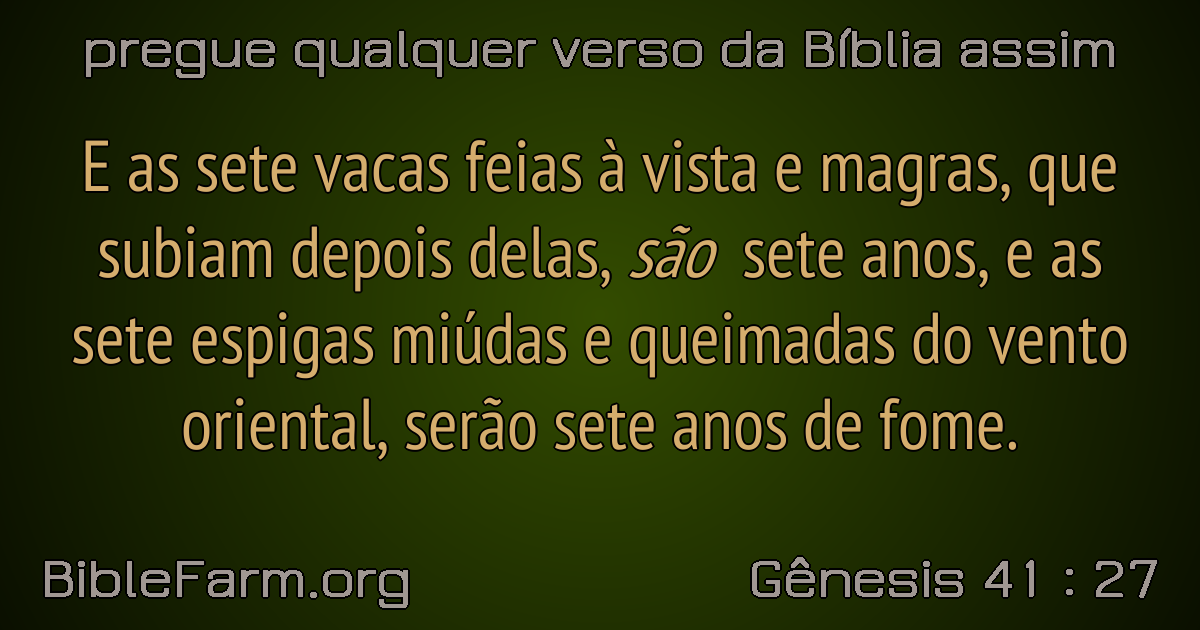 pregue qualquer verso da Bíblia assim
E as sete vacas feias à vista e magras, que
subiam depois delas, são sete anos, e as
sete espigas miúdas e queimadas do vento
oriental, serão sete anos de fome.
BibleFarm.org
Gênesis 41 : 27